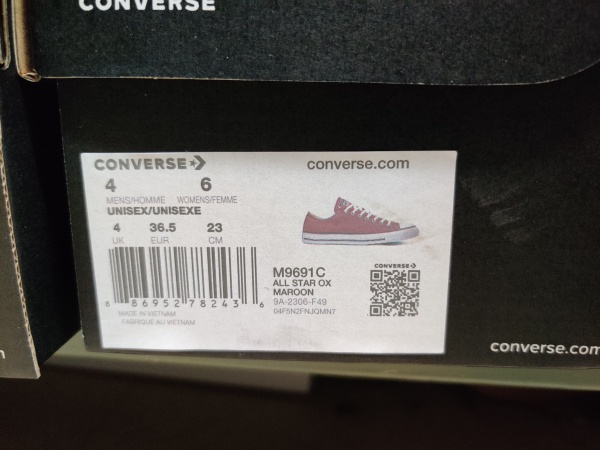 CONVERSE
CONVERSE
converse.com
4 6
MENS/HOMME WOMENS/FEMME
UNISEX/UNISEXE
4 36.5 23
UK EUR CM
M9691C
ALL STAR OX
MAROON
9A-2306-F49
04F5N2FNJQMN7
CONVERSE
8 86952 78243 6
MADE IN VIETNAM
FABRIQUÉ AU VIETNAM
converse.com
m